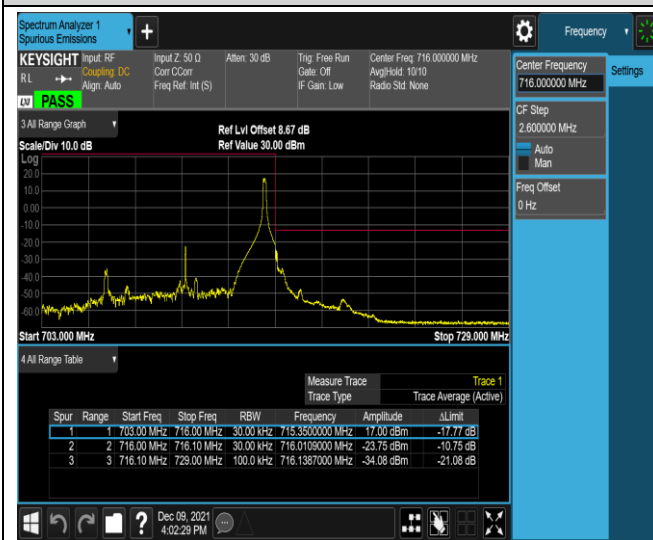 Spectrum Analyzer 1
Spurious Emissions
+
Frequency
KEYSIGHT Input: RF Input Z: 50 Ω Atten: 30 dB Trig: Free Run Center Freq: 716.000000 MHz
RL Coupling: DC Corr CCorr Gate: Off Avg|Hold: 10/10
Align: Auto Freq Ref: Int (S) IF Gain: Low Radio Std: None
LXI PASS
Center Frequency
716.000000 MHz
Settings
CF Step
2.600000 MHz
Auto
Man
Freq Offset
0 Hz
3 All Range Graph
Ref Lvl Offset 8.67 dB
Scale/Div 10.0 dB Ref Value 30.00 dBm
Log
20.0
10.0
0.00
-10.0
-20.0
-30.0
-40.0
-50.0
-60.0
Start 703.000 MHz Stop 729.000 MHz
4 All Range Table
Measure Trace Trace 1
Trace Type Trace Average (Active)
Spur Range Start Freq Stop Freq RBW Frequency Amplitude ΔLimit
1 1 703.00 MHz 716.00 MHz 30.00 kHz 715.3500000 MHz 17.00 dBm -17.77 dB
2 2 716.00 MHz 716.10 MHz 30.00 kHz 716.0109000 MHz -23.75 dBm -10.75 dB
3 3 716.10 MHz 729.00 MHz 100.0 kHz 716.1387000 MHz -34.08 dBm -21.08 dB
?
Dec 09, 2021
4:02:29 PM